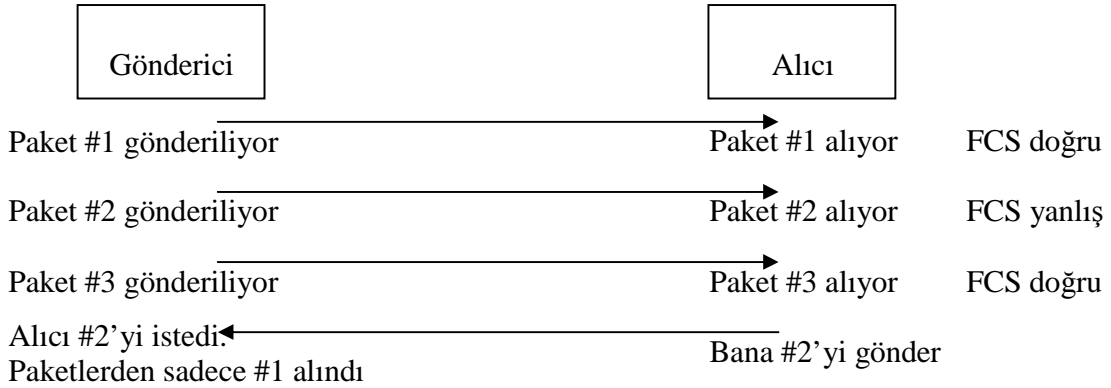 Gönderici Alıcı
Paket #1 gönderiliyor Paket #1 alıyor FCS doğru
Paket #2 gönderiliyor Paket #2 alıyor FCS yanlış
Paket #3 gönderiliyor Paket #3 alıyor FCS doğru
Alıcı #2’yi istedi. Bana #2’yi gönder
Paketlerden sadece #1 alındı